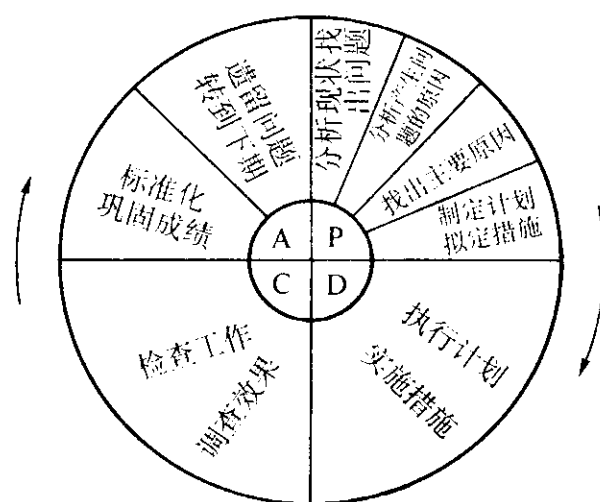 分析现状找
出问题
分析产生问
题的原因
找出主要原因
制定计划
拟定措施
执行计划
实施措施
检查工作
调查效果
标准化
巩固成绩
遗留问题
转到下期
A
P
C
D